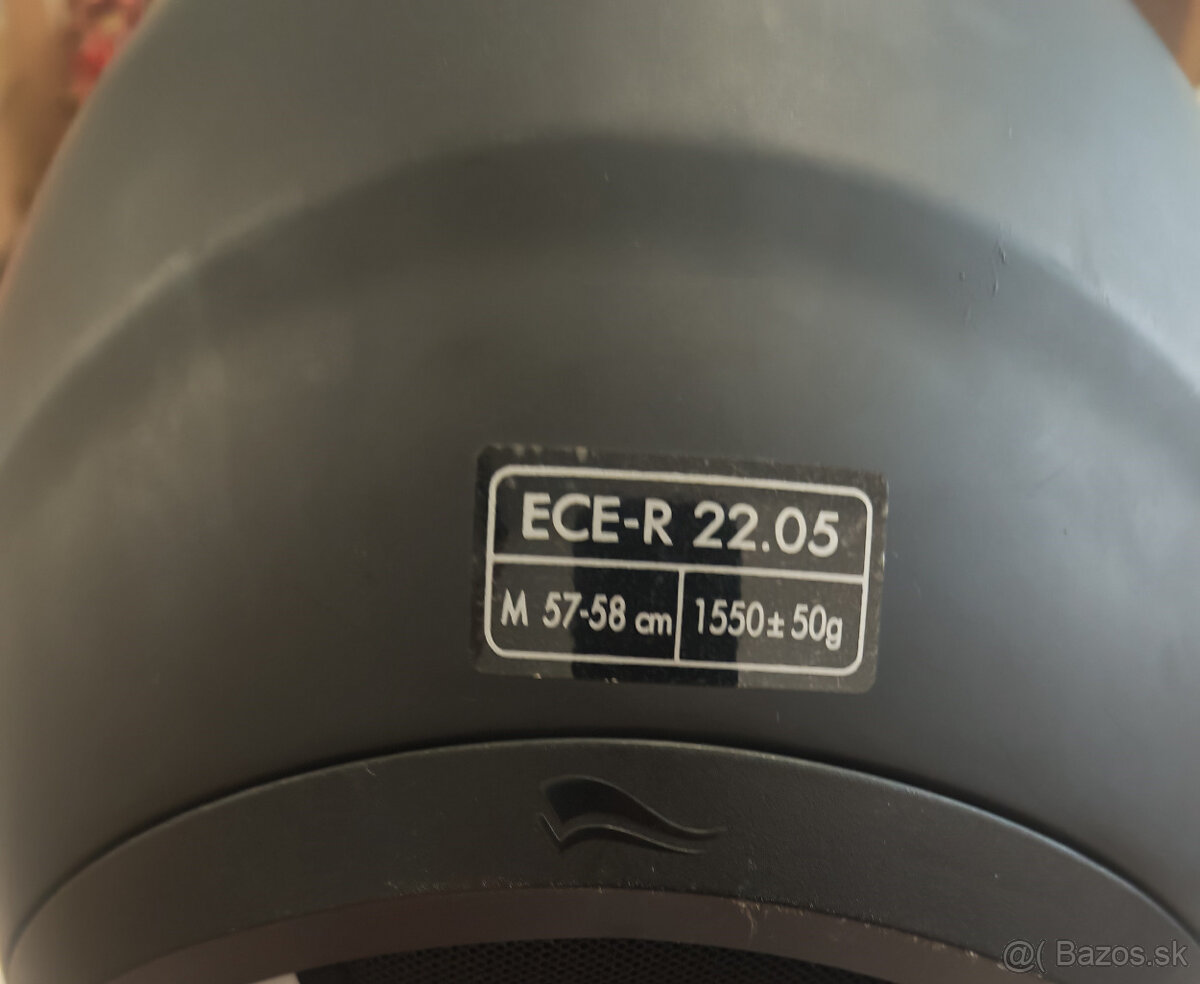 ECE-R 22.05
M 57-58 cm 1550±50g
@( Bazos.sk